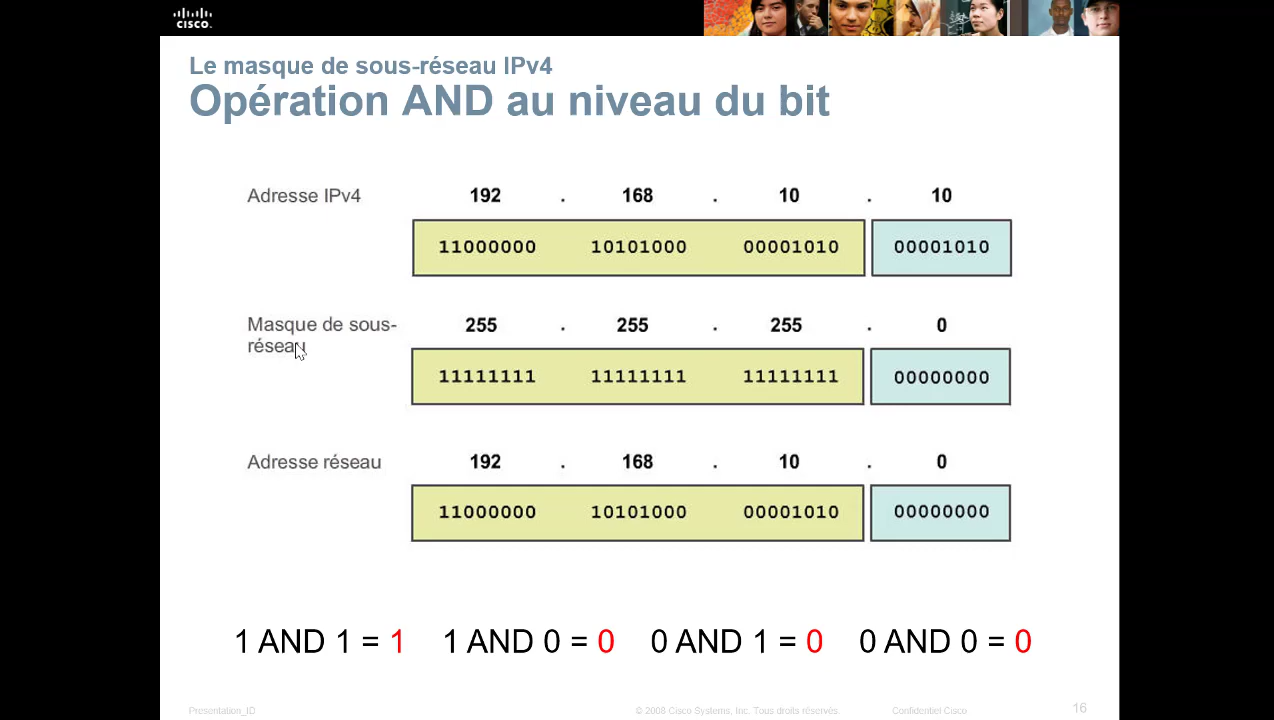 CISCO
Le masque de sous-réseau IPv4
Opération AND au niveau du bit
Adresse IPv4 192 . 168 . 10 . 10
11000000 10101000 00001010 00001010
Masque de sous-
réseau
255 . 255 . 255 . 0
11111111 11111111 11111111 00000000
Adresse réseau 192 . 168 . 10 . 0
11000000 10101000 00001010 00000000
1 AND 1 = 1 1 AND 0 = 0 0 AND 1 = 0 0 AND 0 = 0
Presentation_ID © 2008 Cisco Systems, Inc. Tous droits réservés. Confidentiel Cisco 16